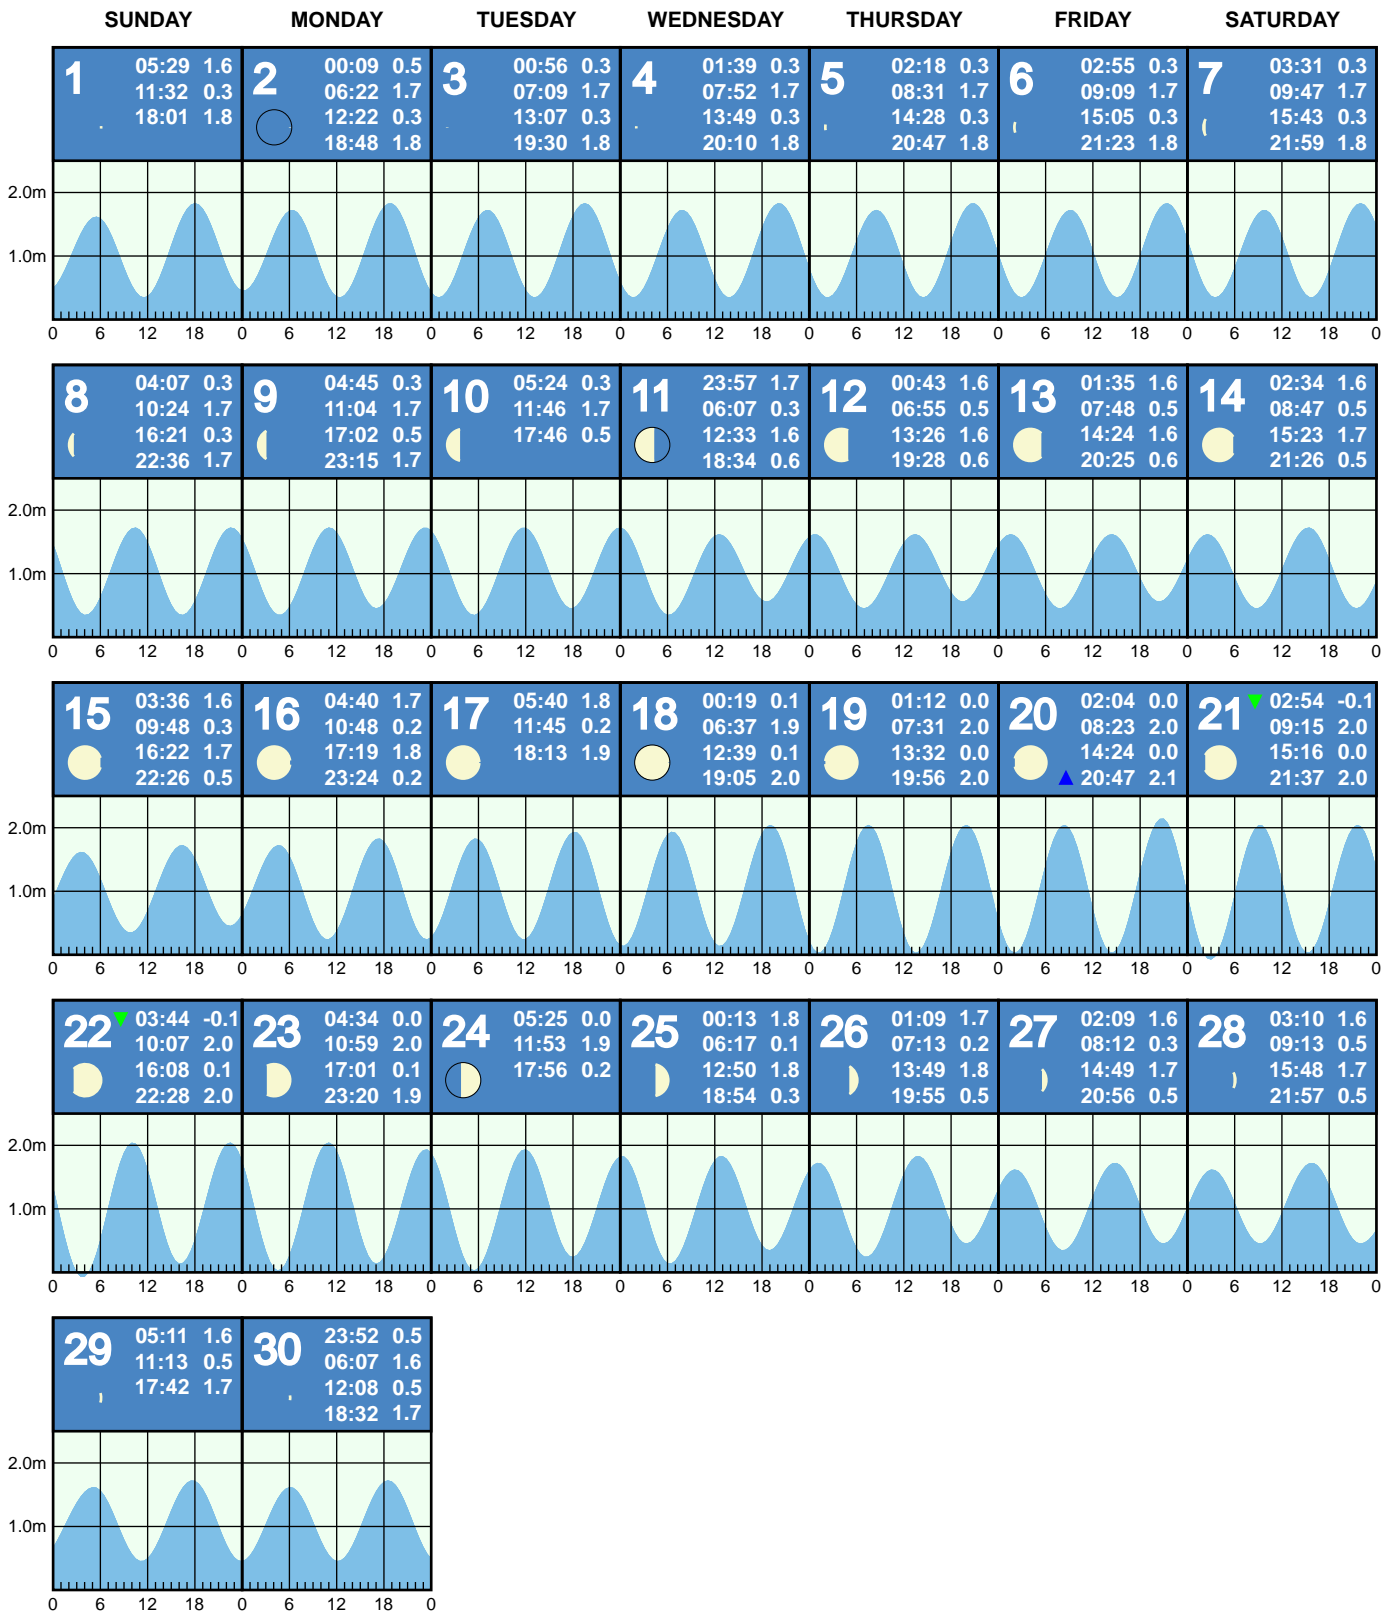 SUNDAY MONDAY TUESDAY WEDNESDAY THURSDAY FRIDAY SATURDAY
1 05:29 1.6
11:32 0.3
18:01 1.8
2 00:09 0.5
06:22 1.7
12:22 0.3
18:48 1.8
3 00:56 0.3
07:09 1.7
13:07 0.3
19:30 1.8
4 01:39 0.3
07:52 1.7
13:49 0.3
20:10 1.8
5 02:18 0.3
08:31 1.7
14:28 0.3
20:47 1.8
6 02:55 0.3
09:09 1.7
15:05 0.3
21:23 1.8
7 03:31 0.3
09:47 1.7
15:43 0.3
21:59 1.8
2.0m
1.0m
0 6 12 18 0 6 12 18 0 6 12 18 0 6 12 18 0 6 12 18 0 6 12 18 0 6 12 18 0
8 04:07 0.3
10:24 1.7
16:21 0.3
22:36 1.7
9 04:45 0.3
11:04 1.7
17:02 0.5
23:15 1.7
10 05:24 0.3
11:46 1.7
17:46 0.5
11 23:57 1.7
06:07 0.3
12:33 1.6
18:34 0.6
12 00:43 1.6
06:55 0.5
13:26 1.6
19:28 0.6
13 01:35 1.6
07:48 0.5
14:24 1.6
20:25 0.6
14 02:34 1.6
08:47 0.5
15:23 1.7
21:26 0.5
2.0m
1.0m
0 6 12 18 0 6 12 18 0 6 12 18 0 6 12 18 0 6 12 18 0 6 12 18 0 6 12 18 0
15 03:36 1.6
09:48 0.3
16:22 1.7
22:26 0.5
16 04:40 1.7
10:48 0.2
17:19 1.8
23:24 0.2
17 05:40 1.8
11:45 0.2
18:13 1.9
18 00:19 0.1
06:37 1.9
12:39 0.1
19:05 2.0
19 01:12 0.0
07:31 2.0
13:32 0.0
19:56 2.0
20 02:04 0.0
08:23 2.0
14:24 0.0
20:47 2.1
21 02:54 -0.1
09:15 2.0
15:16 0.0
21:37 2.0
2.0m
1.0m
0 6 12 18 0 6 12 18 0 6 12 18 0 6 12 18 0 6 12 18 0 6 12 18 0 6 12 18 0
22 03:44 -0.1
10:07 2.0
16:08 0.1
22:28 2.0
23 04:34 0.0
10:59 2.0
17:01 0.1
23:20 1.9
24 05:25 0.0
11:53 1.9
17:56 0.2
25 00:13 1.8
06:17 0.1
12:50 1.8
18:54 0.3
26 01:09 1.7
07:13 0.2
13:49 1.8
19:55 0.5
27 02:09 1.6
08:12 0.3
14:49 1.7
20:56 0.5
28 03:10 1.6
09:13 0.5
15:48 1.7
21:57 0.5
2.0m
1.0m
0 6 12 18 0 6 12 18 0 6 12 18 0 6 12 18 0 6 12 18 0 6 12 18 0 6 12 18 0
29 05:11 1.6
11:13 0.5
17:42 1.7
30 23:52 0.5
06:07 1.6
12:08 0.5
18:32 1.7
2.0m
1.0m
0 6 12 18 0 6 12 18 0